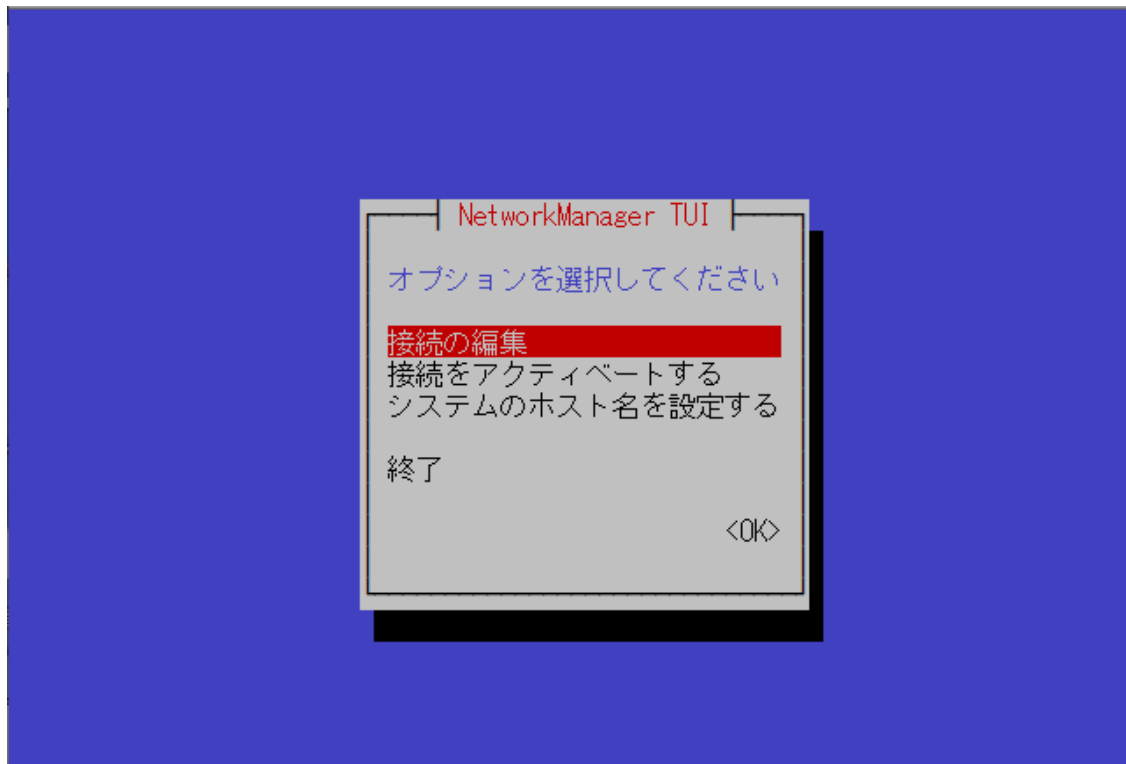 NetworkManager TUI
オプションを選択してください
接続の編集
接続をアクティベートする
システムのホスト名を設定する
終了
<OK>